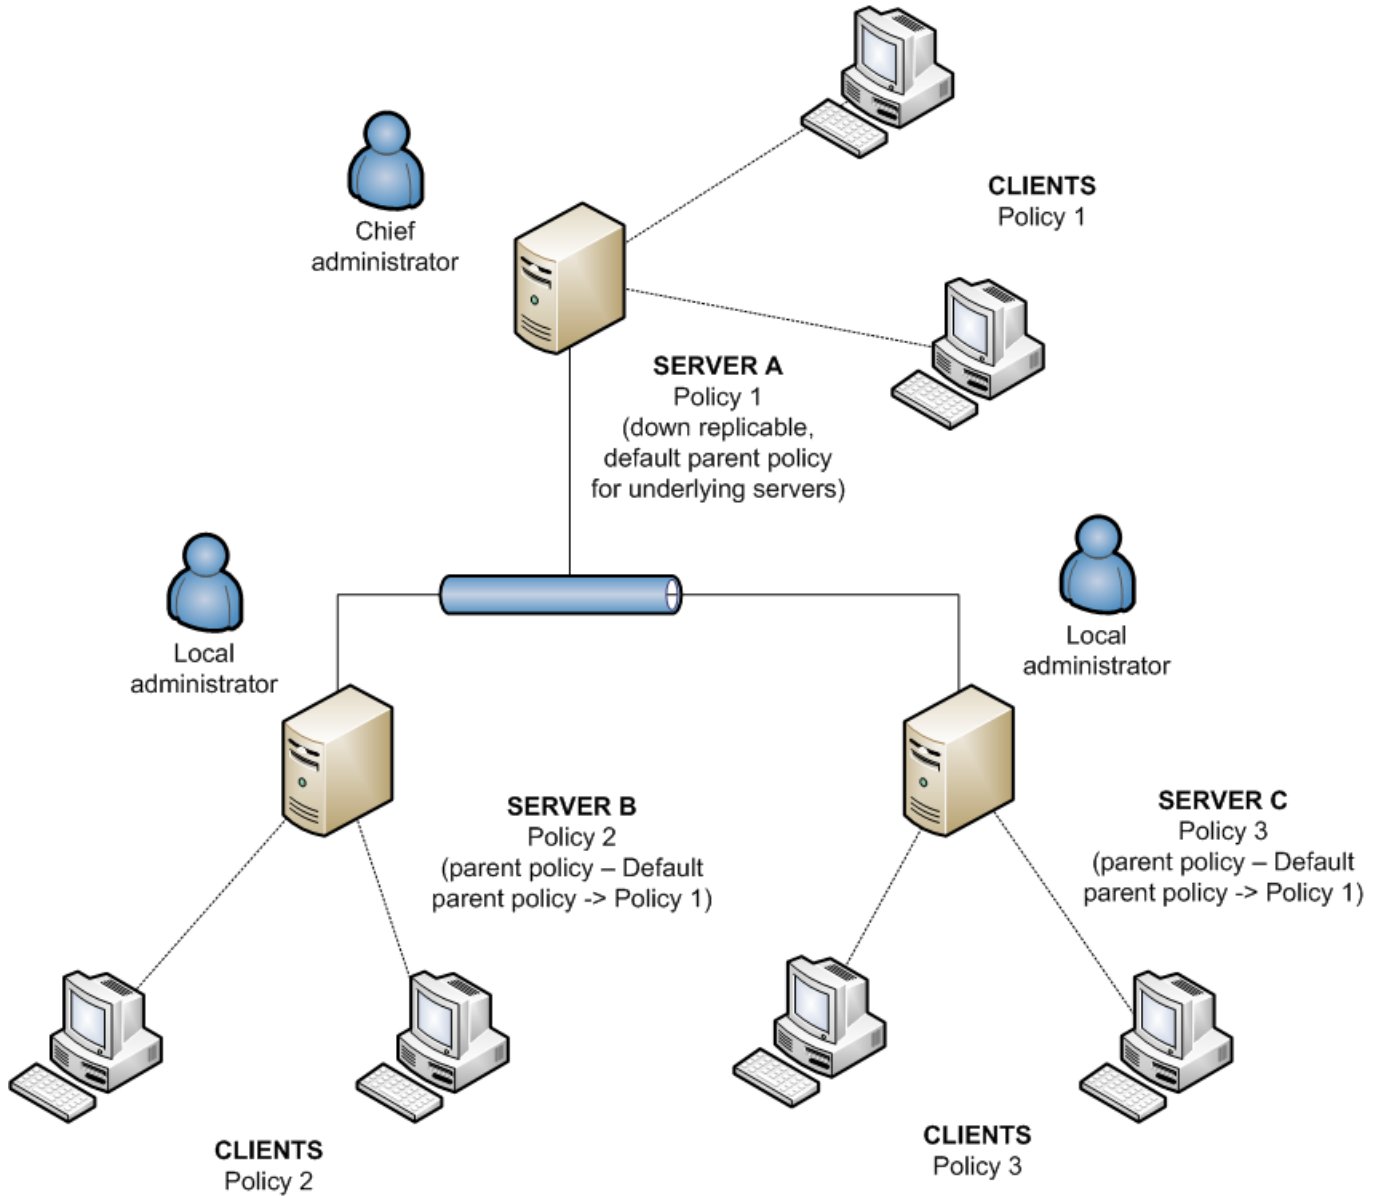 CLIENTS
Policy 1
Chief
administrator
SERVER A
Policy 1
(down replicable,
default parent policy
for underlying servers)
Local
administrator
Local
administrator
SERVER B
Policy 2
(parent policy – Default
parent policy -> Policy 1)
SERVER C
Policy 3
(parent policy – Default
parent policy -> Policy 1)
CLIENTS
Policy 2
CLIENTS
Policy 3